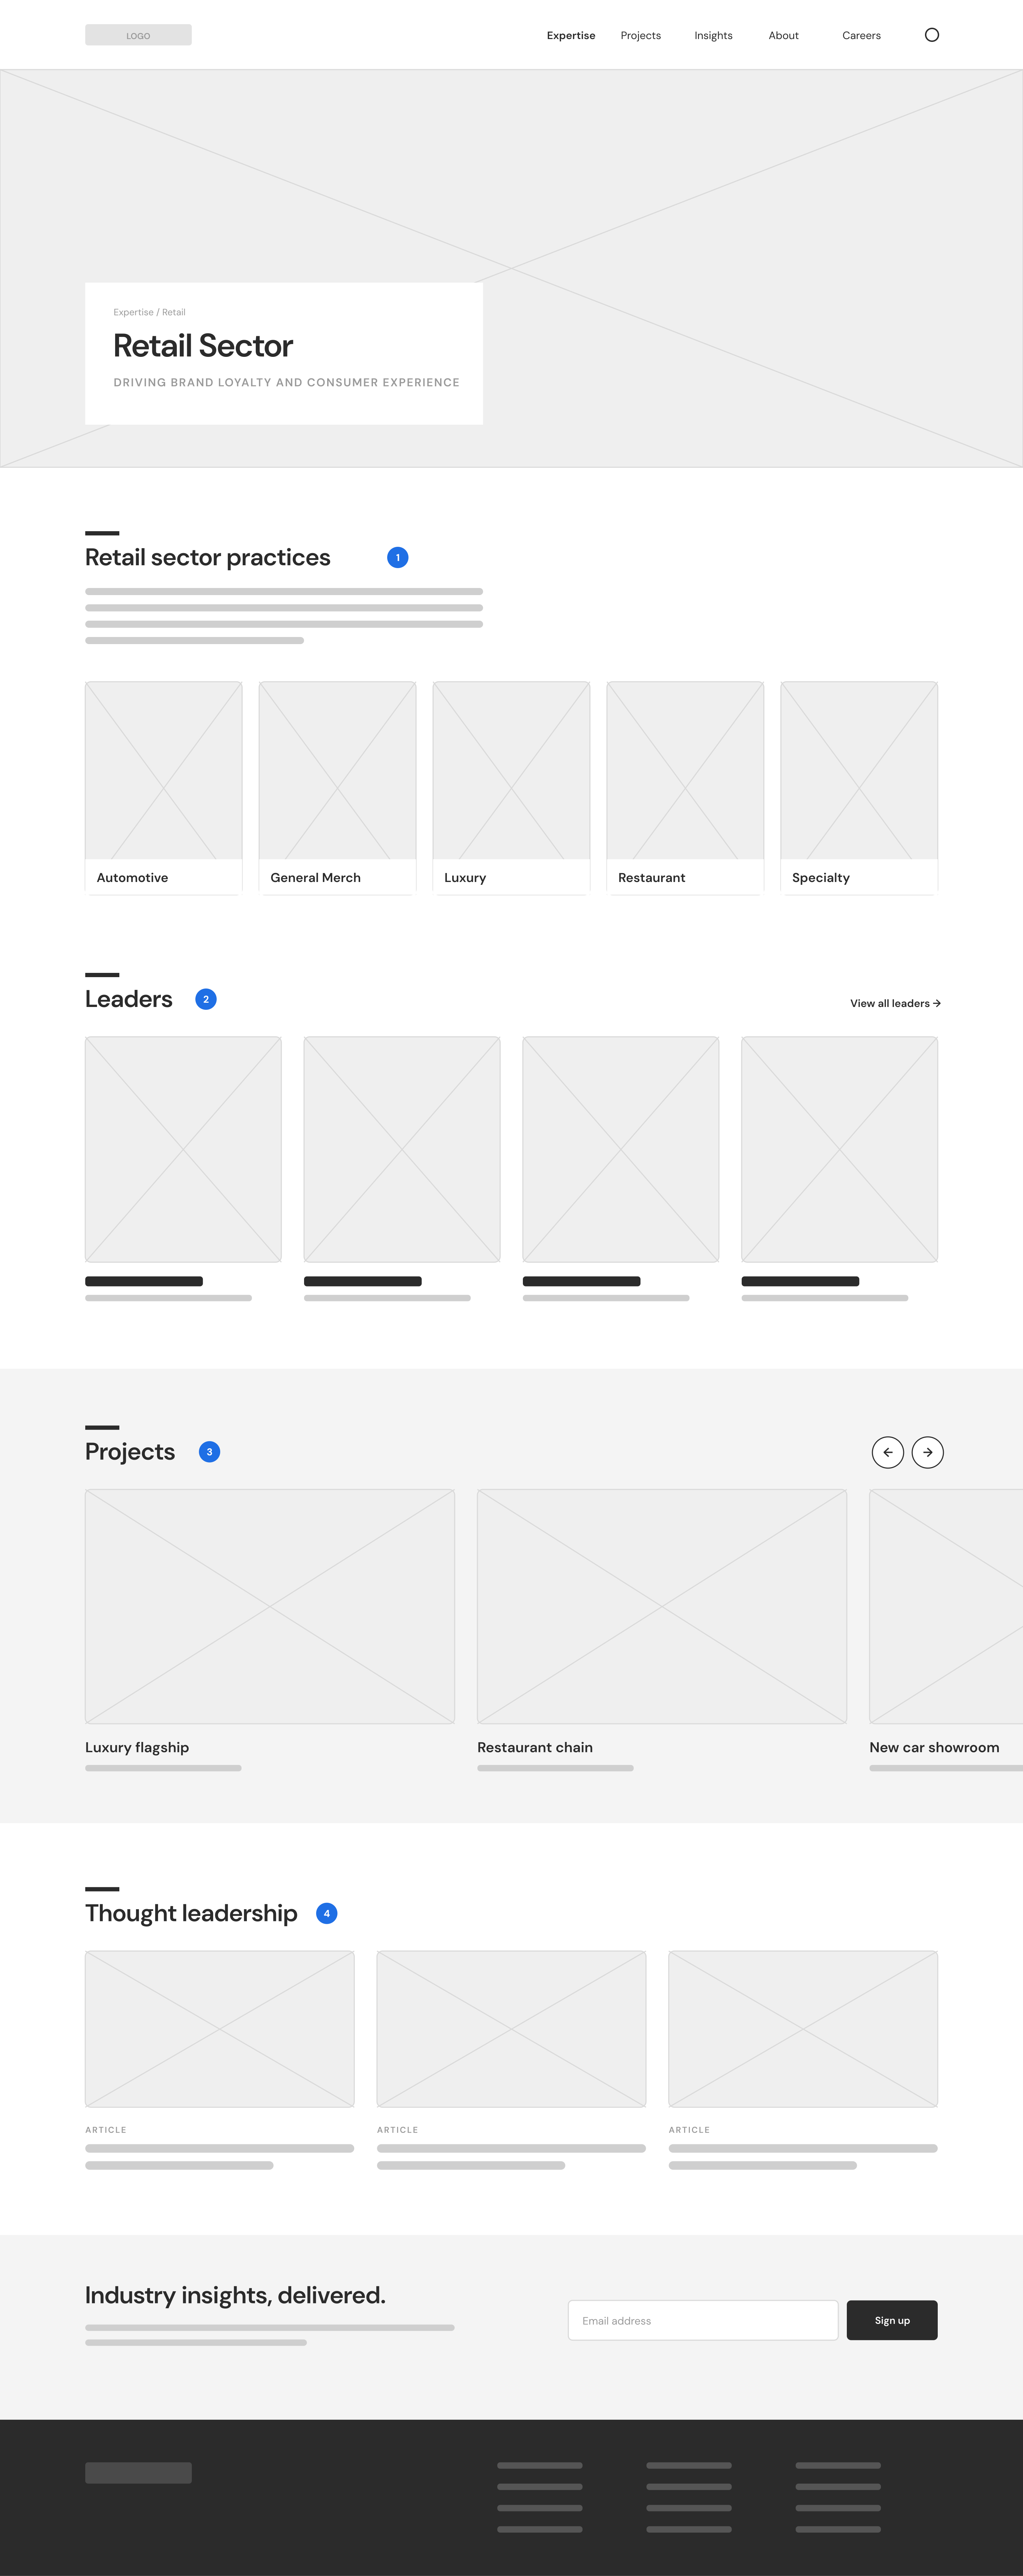 LOGO
Expertise Projects Insights About Careers
Expertise / Retail
Retail Sector
DRIVING BRAND LOYALTY AND CONSUMER EXPERIENCE
Retail sector practices 1
Automotive General Merch Luxury Restaurant Specialty
Leaders 2
View all leaders →
Projects 3
← →
Luxury flagship Restaurant chain New car showroom
Thought leadership 4
ARTICLE ARTICLE ARTICLE
Industry insights, delivered.
Email address Sign up